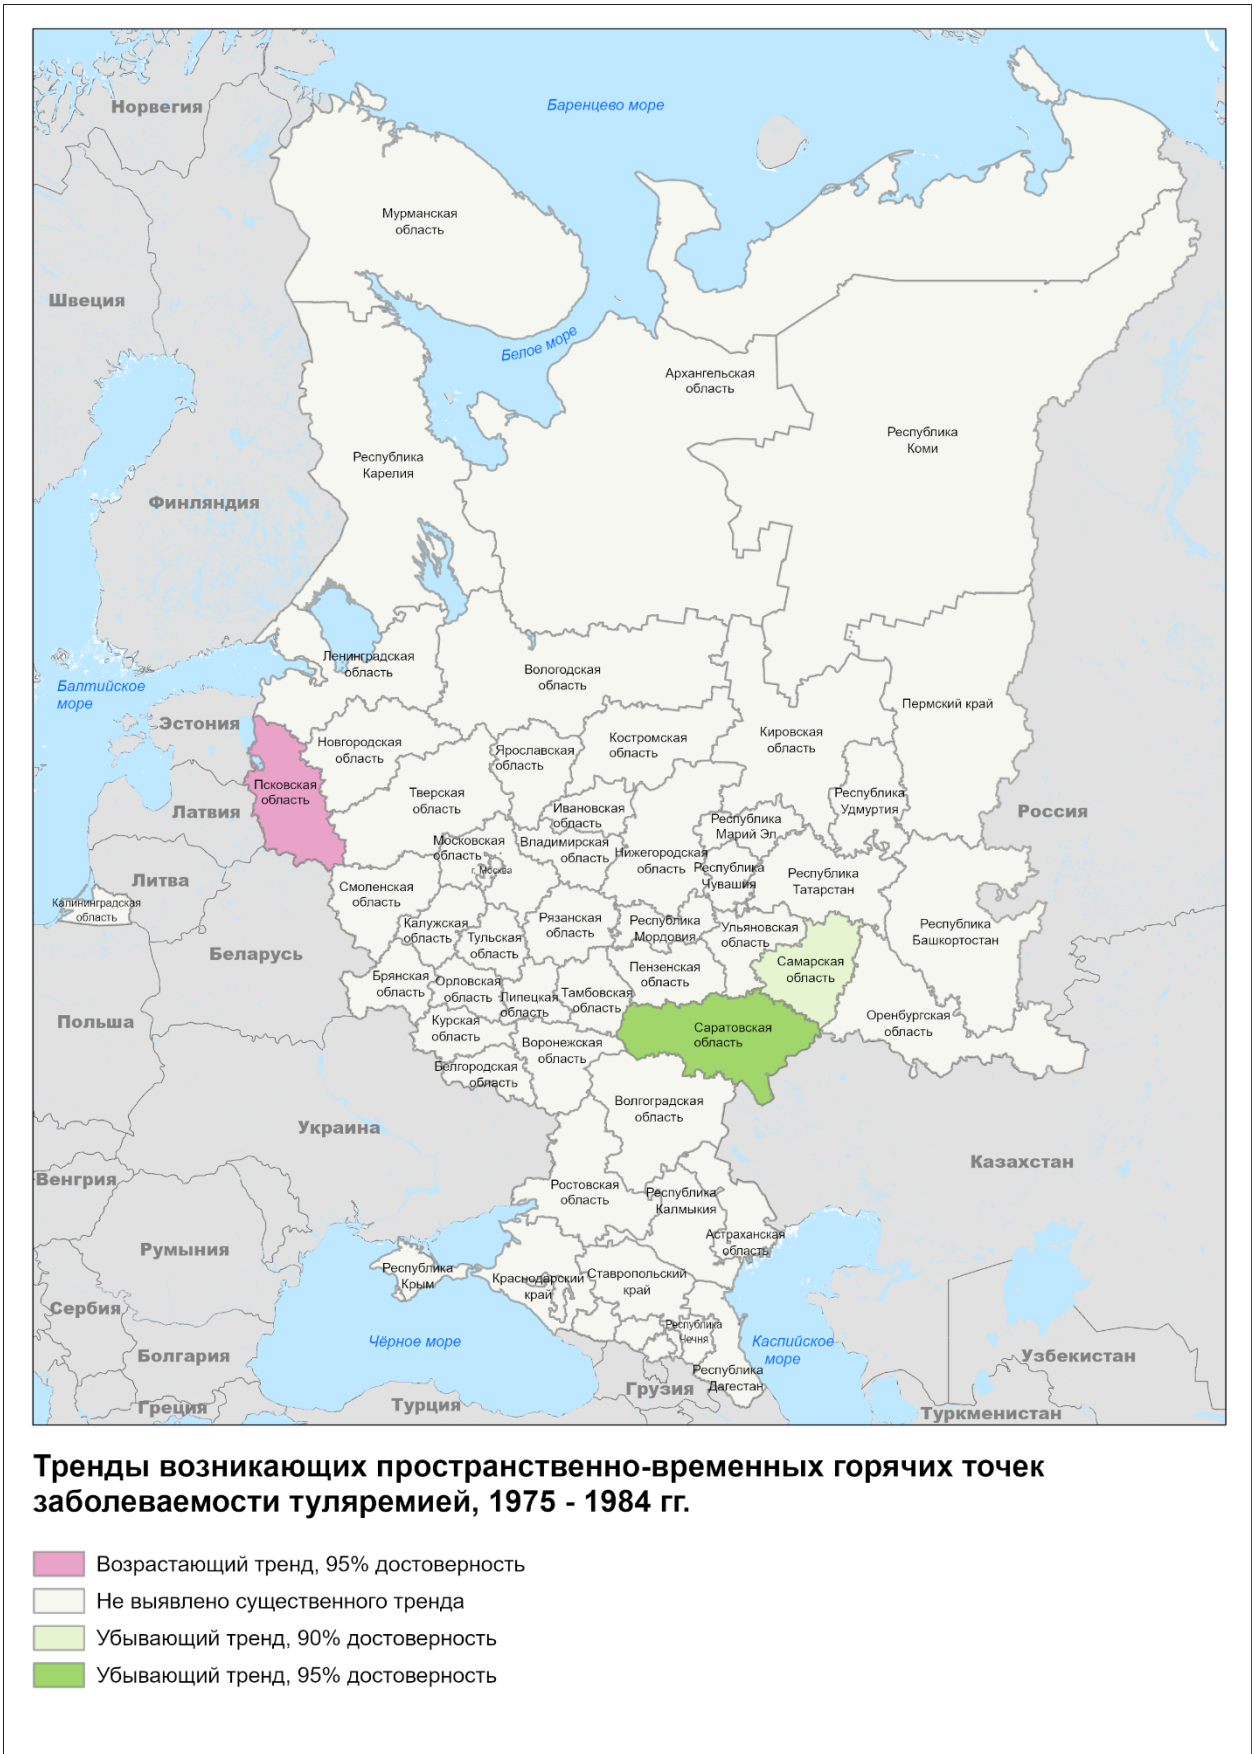 Баренцево море
Норвегия
Мурманская
область
Швеция
Белое море
Архангельская
область
Республика
Коми
Республика
Карелия
Финляндия
Ленинградская
область
Вологодская
область
Балтийское
море
Пермский край
Эстония
Новгородская
область
Ярославская
область
Костромская
область
Кировская
область
Псковская
область
Тверская
область
Республика
Удмуртия
Латвия
Ивановская
область
Республика
Марий Эл
Россия
Московская
область
г. Москва
Владимирская
область
Нижегородская
область
Республика
Чувашия
Республика
Татарстан
Литва
Смоленская
область
Калининградская
область
Калужская
область
Тульская
область
Рязанская
область
Республика
Мордовия
Ульяновская
область
Республика
Башкортостан
Беларусь
Самарская
область
Брянская
область
Орловская
область
Липецкая
область
Тамбовская
область
Пензенская
область
Польша
Курская
область
Воронежская
область
Саратовская
область
Оренбургская
область
Белгородская
область
Волгоградская
область
Украина
Казахстан
Венгрия
Ростовская
область
Республика
Калмыкия
Астраханская
область
Румыния
Республика
Крым
Краснодарский
край
Ставропольский
край
Сербия
Республика
Чечня
Чёрное море
Каспийское
море
Болгария
Узбекистан
Республика
Дагестан
Грузия
Греция
Турция
Туркменистан
Тренды возникающих пространственно-временных горячих точек
заболеваемости туляремией, 1975 - 1984 гг.
Возрастающий тренд, 95% достоверность
Не выявлено существенного тренда
Убывающий тренд, 90% достоверность
Убывающий тренд, 95% достоверность